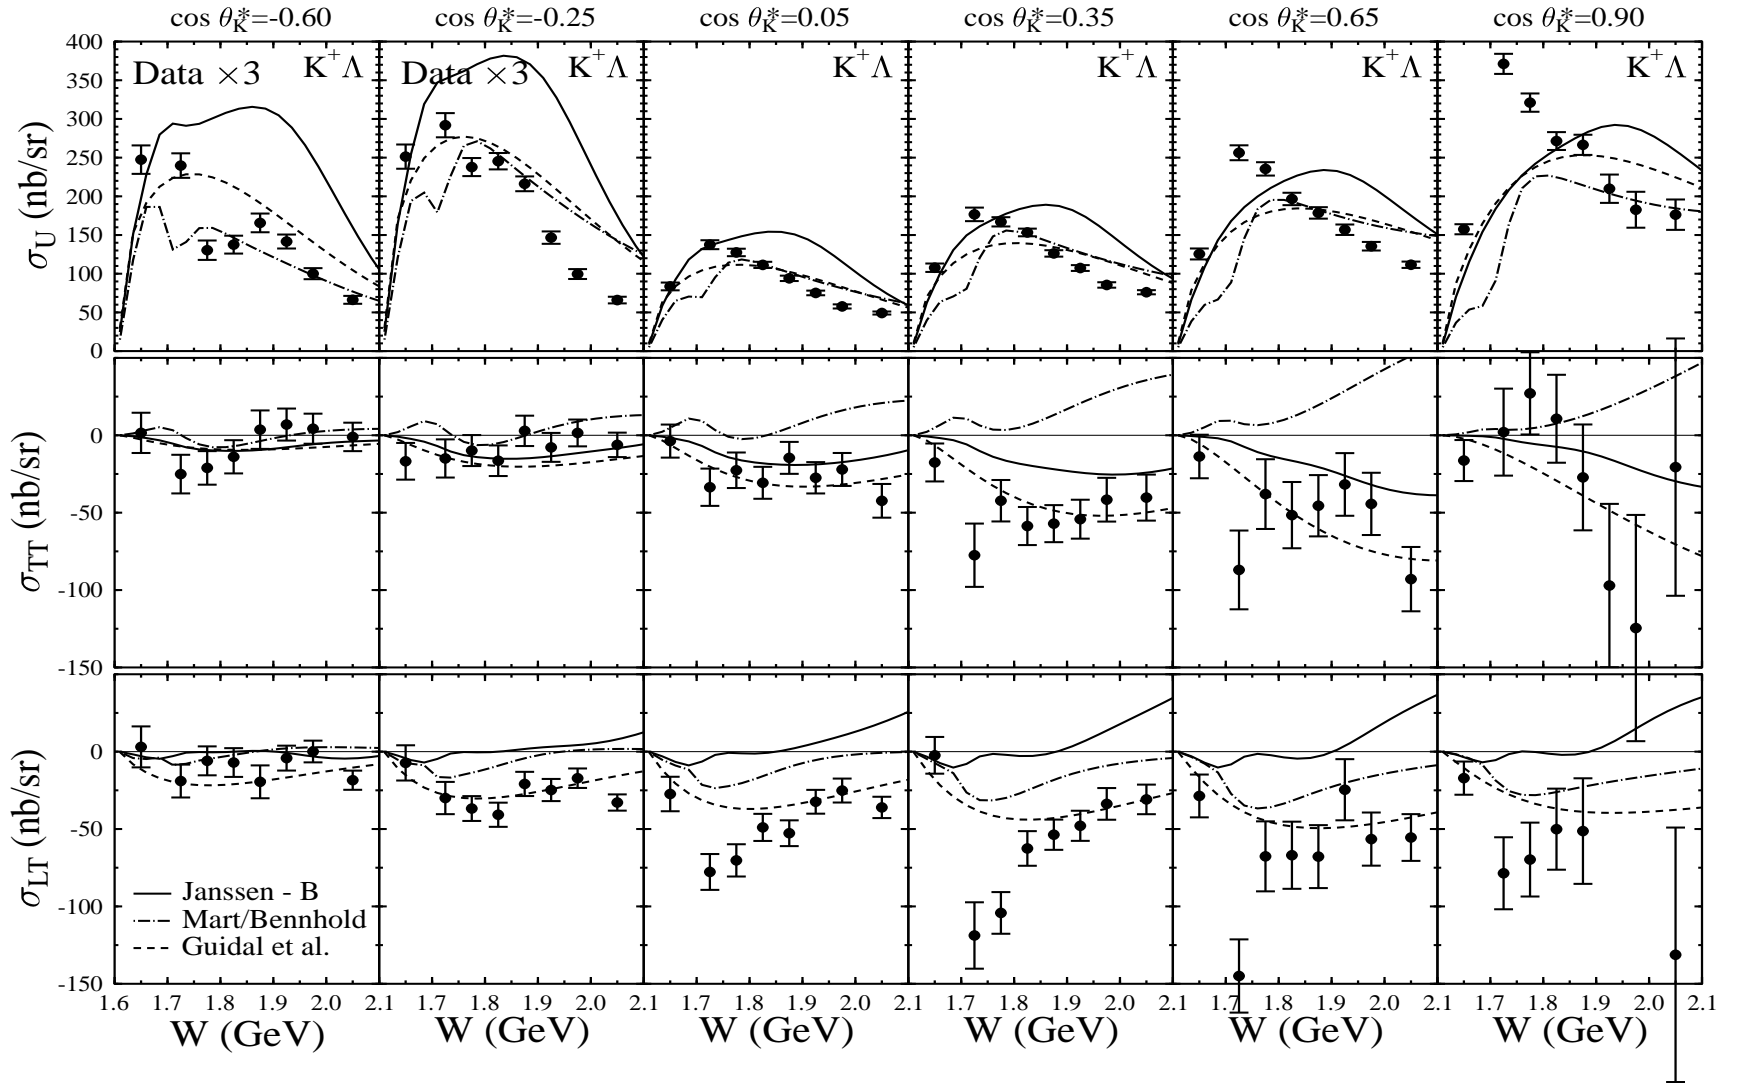 cos θ*K=-0.60 cos θ*K=-0.25 cos θ*K=0.05 cos θ*K=0.35 cos θ*K=0.65 cos θ*K=0.90
Data ×3 K+Λ Data ×3 K+Λ K+Λ K+Λ K+Λ K+Λ
400
350
300
250
200
150
100
50
0
σU (nb/sr)
0
-50
-100
-150
σTT (nb/sr)
0
-50
-100
-150
σLT (nb/sr)
Janssen - B
Mart/Bennhold
Guidal et al.
1.6 1.7 1.8 1.9 2.0 2.1 1.7 1.8 1.9 2.0 2.1 1.7 1.8 1.9 2.0 2.1 1.7 1.8 1.9 2.0 2.1 1.7 1.8 1.9 2.0 2.1 1.7 1.8 1.9 2.0 2.1
W (GeV) W (GeV) W (GeV) W (GeV) W (GeV) W (GeV)